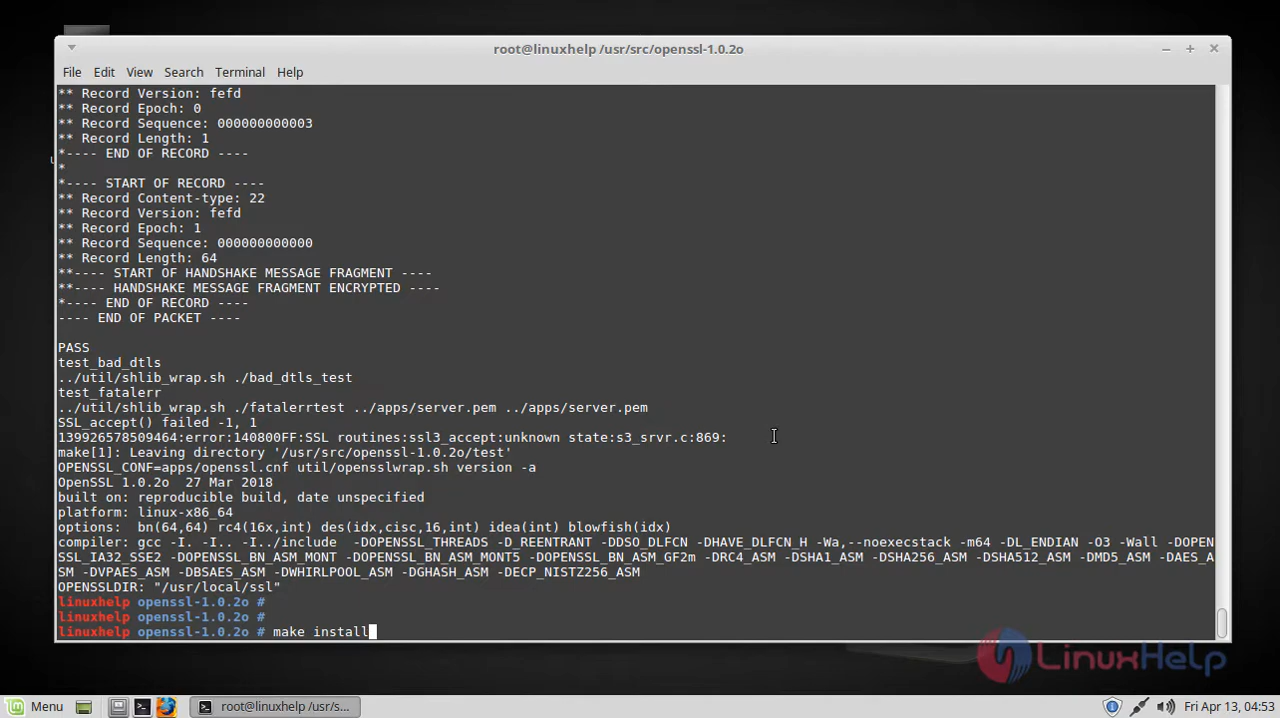 root@linuxhelp /usr/src/openssl-1.0.2o
File Edit View Search Terminal Help
** Record Version: fefd
** Record Epoch: 0
** Record Sequence: 000000000003
** Record Length: 1
*---- END OF RECORD ----
*
*---- START OF RECORD ----
** Record Content-type: 22
** Record Version: fefd
** Record Epoch: 1
** Record Sequence: 000000000000
** Record Length: 64
**---- START OF HANDSHAKE MESSAGE FRAGMENT ----
**---- HANDSHAKE MESSAGE FRAGMENT ENCRYPTED ----
*---- END OF RECORD ----
---- END OF PACKET ----
PASS
test_bad_dtls
../util/shlib_wrap.sh ./bad_dtls_test
test_fatalerr
../util/shlib_wrap.sh ./fatalerrtest ../apps/server.pem ../apps/server.pem
SSL_accept() failed -1, 1
139926578509464:error:140800FF:SSL routines:ssl3_accept:unknown state:s3_srvr.c:869:
make[1]: Leaving directory '/usr/src/openssl-1.0.2o/test'
OPENSSL_CONF=apps/openssl.cnf util/opensslwrap.sh version -a
OpenSSL 1.0.2o  27 Mar 2018
built on: reproducible build, date unspecified
platform: linux-x86_64
options:  bn(64,64) rc4(16x,int) des(idx,cisc,16,int) idea(int) blowfish(idx)
compiler: gcc -I. -I.. -I../include  -DOPENSSL_THREADS -D_REENTRANT -DDSO_DLFCN -DHAVE_DLFCN_H -Wa,--noexecstack -m64 -DL_ENDIAN -O3 -Wall -DOPEN
SSL_IA32_SSE2 -DOPENSSL_BN_ASM_MONT -DOPENSSL_BN_ASM_MONT5 -DOPENSSL_BN_ASM_GF2m -DRC4_ASM -DSHA1_ASM -DSHA256_ASM -DSHA512_ASM -DMD5_ASM -DAES_A
SM -DVPAES_ASM -DBSAES_ASM -DWHIRLPOOL_ASM -DGHASH_ASM -DECP_NISTZ256_ASM
OPENSSLDIR: "/usr/local/ssl"
linuxhelp openssl-1.0.2o #
linuxhelp openssl-1.0.2o #
linuxhelp openssl-1.0.2o # make install
LinuxHelp
Menu root@linuxhelp /usr/s... Fri Apr 13, 04:53